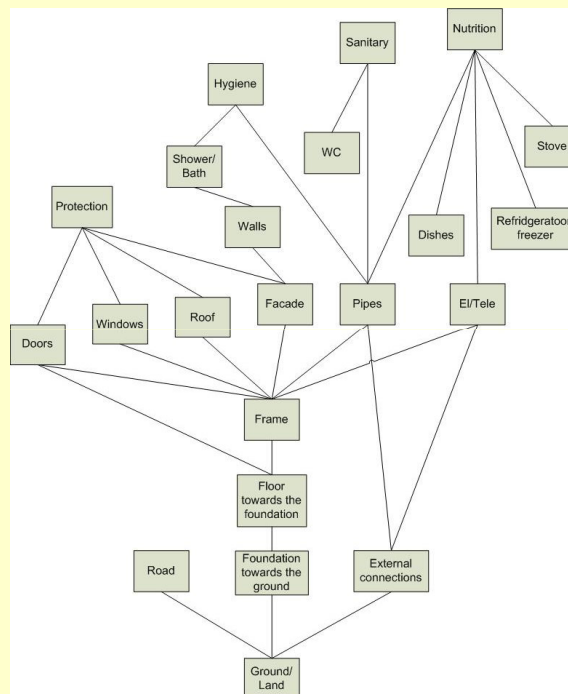 Nutrition
Sanitary
Hygiene
Stove
WC
Shower/
Bath
Protection
Walls
Dishes
Refridgeratoor
freezer
Facade
Pipes
El/Tele
Roof
Windows
Doors
Frame
Floor
towards the
foundation
Road
Foundation
towards the
ground
External
connections
Ground/
Land